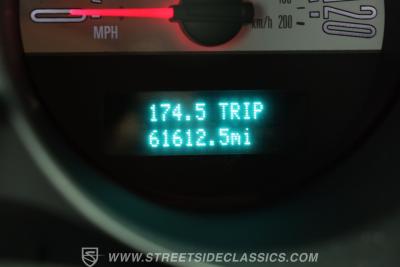 MPH
km/h 200
120
174.5 TRIP
61612.5mi
WWW.STREETSIDECLASSICS.COM